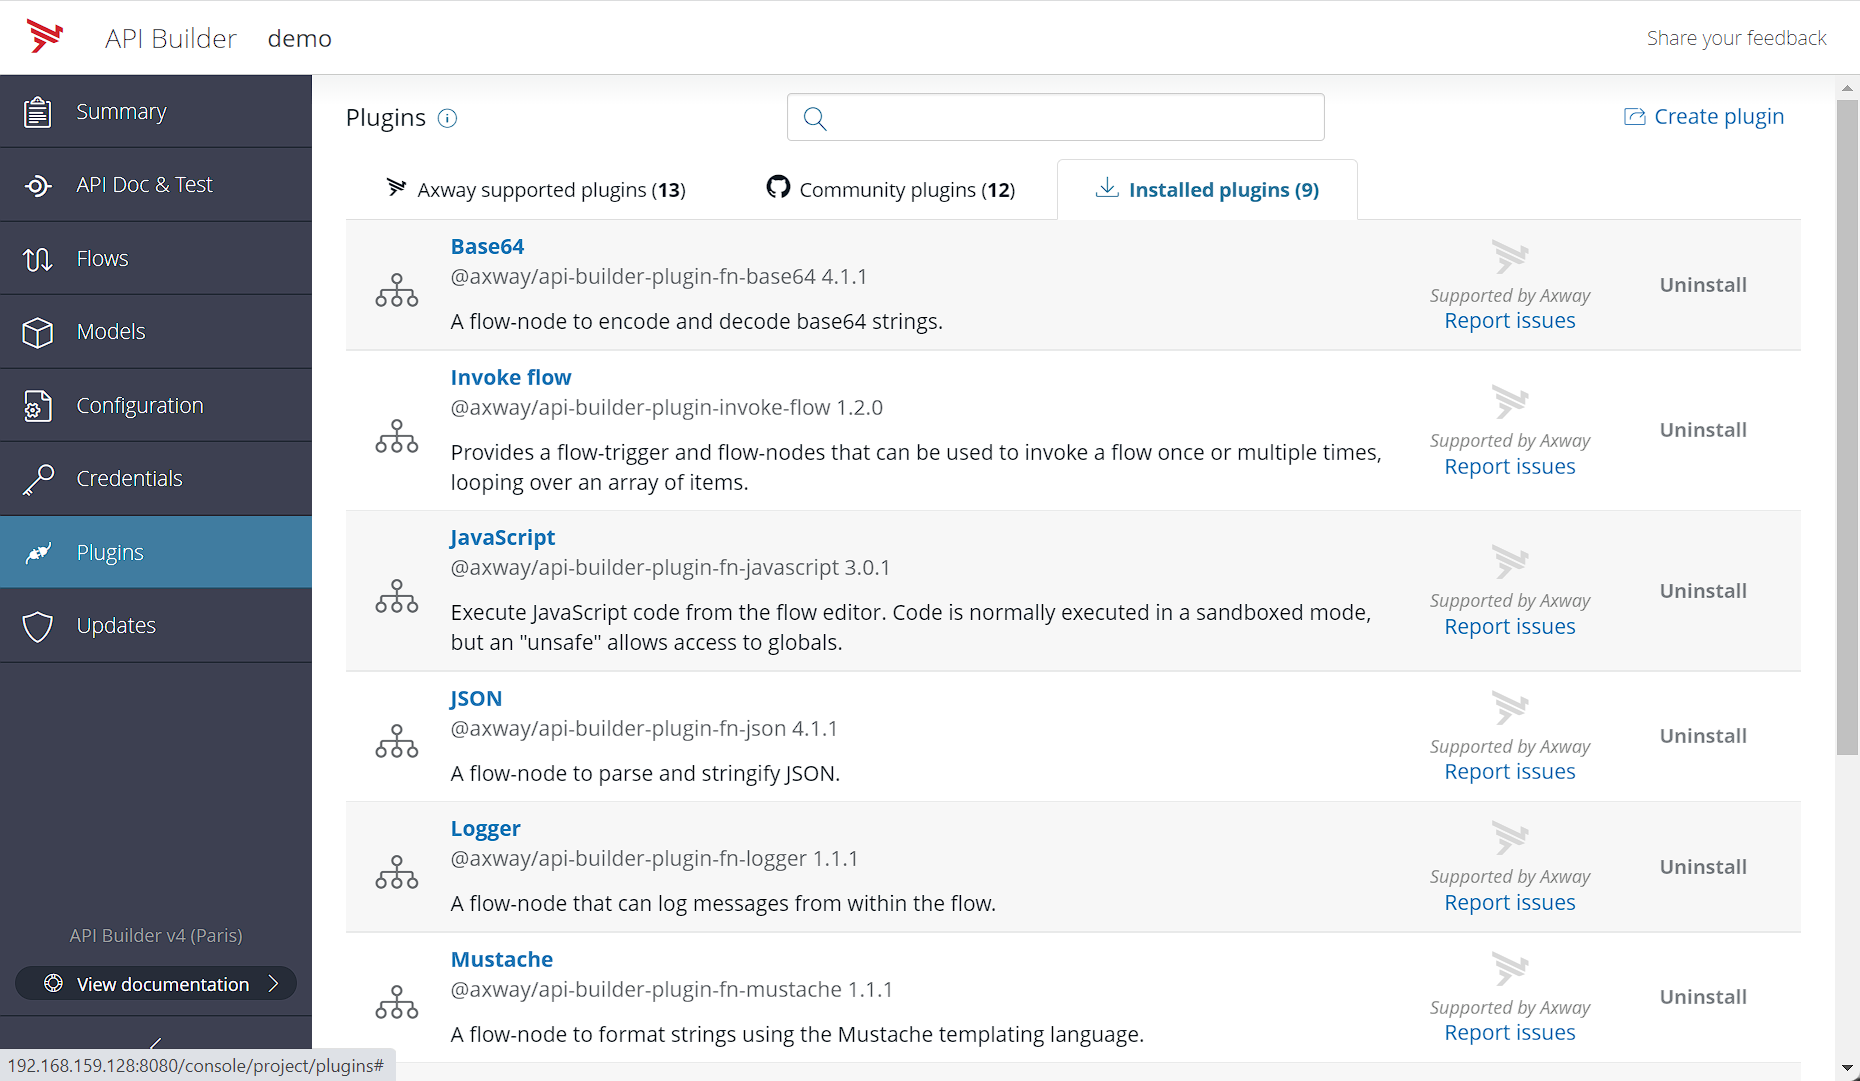 API Builder demo
Share your feedback
Summary
API Doc & Test
Flows
Models
Configuration
Credentials
Plugins
Updates
API Builder v4 (Paris)
View documentation
192.168.159.128:8080/console/project/plugins#
Plugins
Create plugin
Axway supported plugins (13)
Community plugins (12)
Installed plugins (9)
Base64
@axway/api-builder-plugin-fn-base64 4.1.1
A flow-node to encode and decode base64 strings.
Supported by Axway
Report issues
Uninstall
Invoke flow
@axway/api-builder-plugin-invoke-flow 1.2.0
Provides a flow-trigger and flow-nodes that can be used to invoke a flow once or multiple times,
looping over an array of items.
Supported by Axway
Report issues
Uninstall
JavaScript
@axway/api-builder-plugin-fn-javascript 3.0.1
Execute JavaScript code from the flow editor. Code is normally executed in a sandboxed mode,
but an "unsafe" allows access to globals.
Supported by Axway
Report issues
Uninstall
JSON
@axway/api-builder-plugin-fn-json 4.1.1
A flow-node to parse and stringify JSON.
Supported by Axway
Report issues
Uninstall
Logger
@axway/api-builder-plugin-fn-logger 1.1.1
A flow-node that can log messages from within the flow.
Supported by Axway
Report issues
Uninstall
Mustache
@axway/api-builder-plugin-fn-mustache 1.1.1
A flow-node to format strings using the Mustache templating language.
Supported by Axway
Report issues
Uninstall